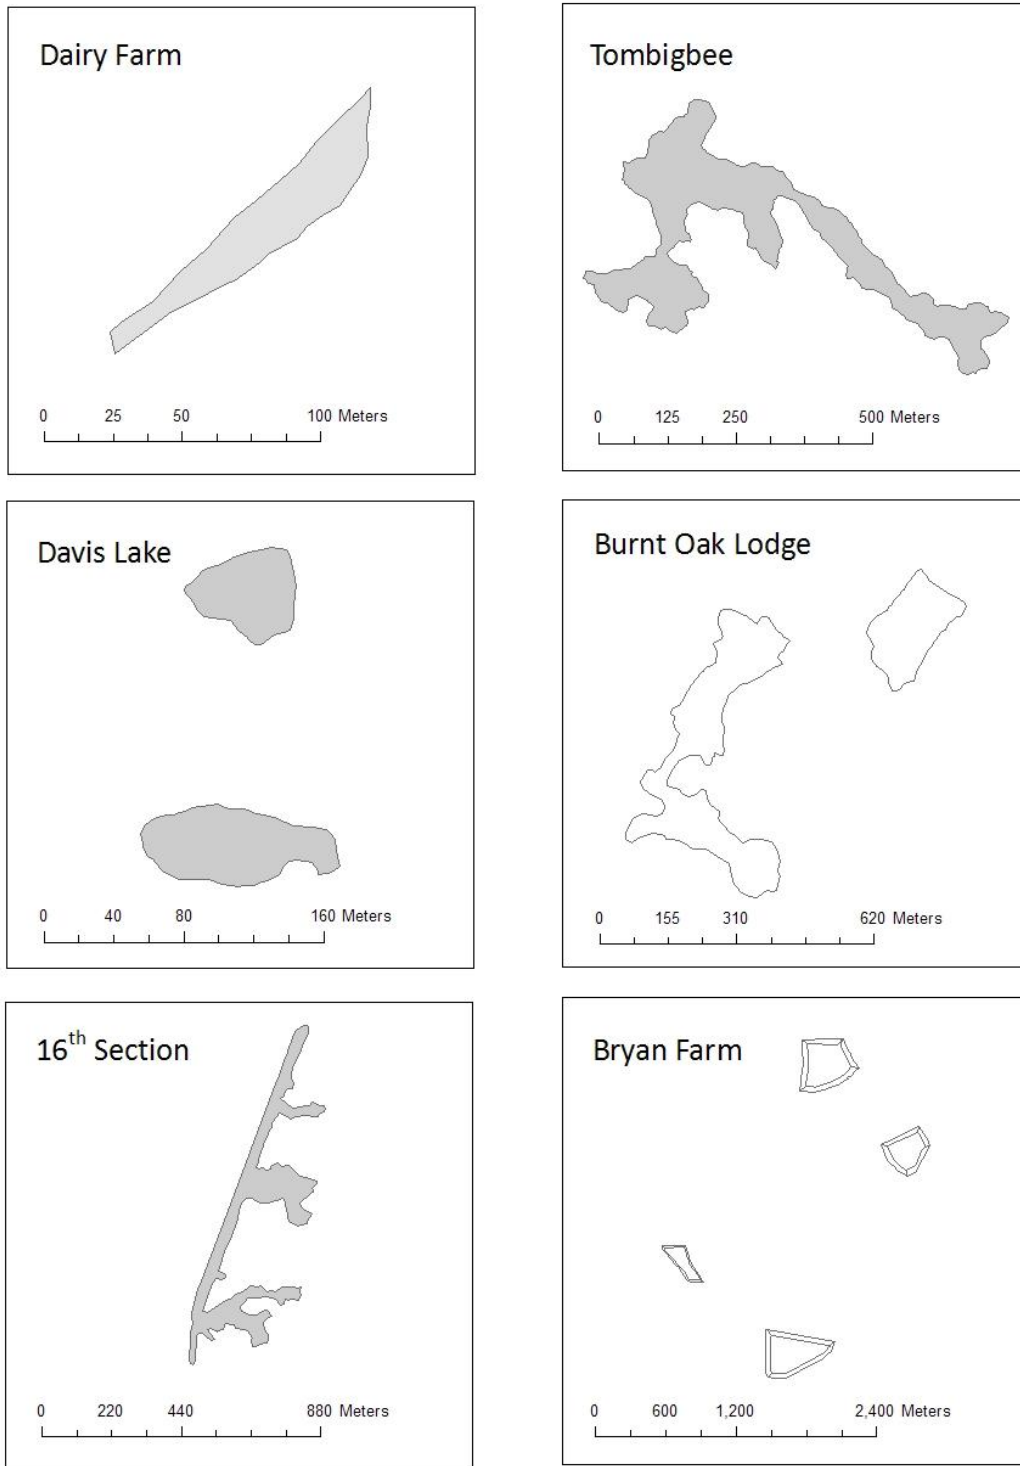 Dairy Farm
0 25 50 100 Meters
Tombigbee
0 125 250 500 Meters
Davis Lake
0 40 80 160 Meters
Burnt Oak Lodge
0 155 310 620 Meters
16th Section
0 220 440 880 Meters
Bryan Farm
0 600 1,200 2,400 Meters